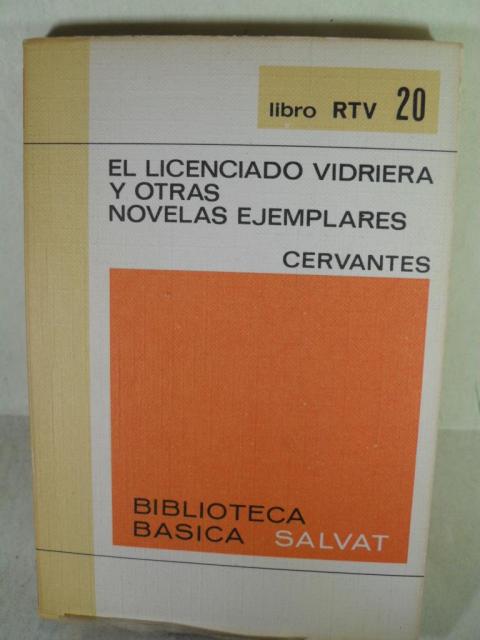 libro RTV 20
EL LICENCIADO VIDRIERA
Y OTRAS
NOVELAS EJEMPLARES
CERVANTES
BIBLIOTECA
BASICA SALVAT